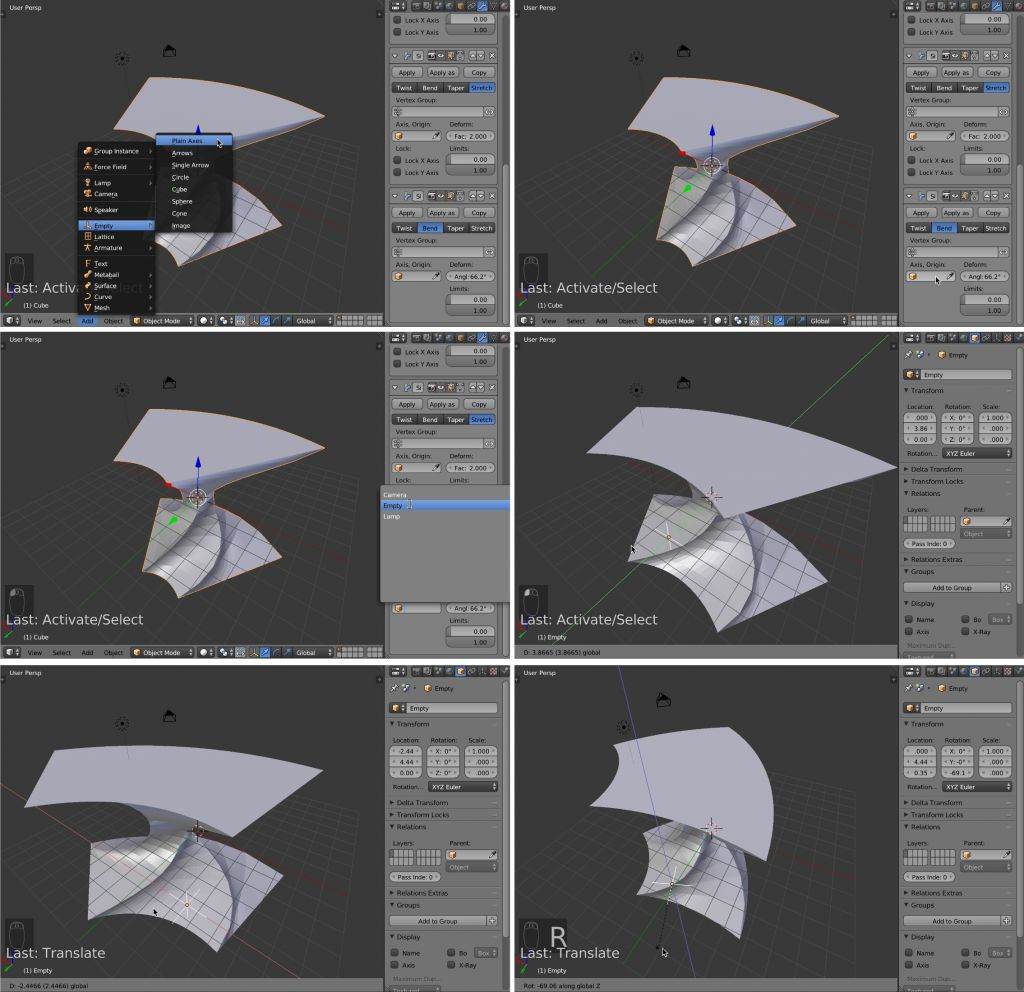 User Persp
Group Instance
Force Field
Lamp
Camera
Speaker
Empty
Lattice
Armature
Text
Metaball
Surface
Curve
Mesh
Plain Axes
Arrows
Single Arrow
Circle
Cube
Sphere
Cone
Image
Last: Activa
(1) Cube
View Select Add Object Object Mode Global
Lock X Axis 0.00
Lock Y Axis 1.00
Apply Apply as Copy
Twist Bend Taper Stretch
Vertex Group:
Axis, Origin: Deform:
Fac: 2.000
Lock: Limits:
Lock X Axis 0.00
Lock Y Axis 1.00
Apply Apply as Copy
Twist Bend Taper Stretch
Vertex Group:
Axis, Origin: Deform:
Angl: 66.2°
Limits:
0.00
1.00
User Persp
Last: Activate/Select
(1) Cube
View Select Add Object Object Mode Global
Lock X Axis 0.00
Lock Y Axis 1.00
Apply Apply as Copy
Twist Bend Taper Stretch
Vertex Group:
Axis, Origin: Deform:
Fac: 2.000
Lock: Limits:
Lock X Axis 0.00
Lock Y Axis 1.00
Apply Apply as Copy
Twist Bend Taper Stretch
Vertex Group:
Axis, Origin: Deform:
Angl: 66.2°
Limits:
0.00
1.00
User Persp
Last: Activate/Select
(1) Cube
View Select Add Object Object Mode Global
Lock X Axis 0.00
Lock Y Axis 1.00
Apply Apply as Copy
Twist Bend Taper Stretch
Vertex Group:
Axis, Origin: Deform:
Fac: 2.000
Lock: Limits:
Camera
Empty
Lamp
Angl: 66.2°
Limits:
0.00
1.00
User Persp
Last: Activate/Select
(1) Empty
D: 3.8665 (3.8665) global
Empty
Empty
Transform
Location: Rotation: Scale:
.000 X: 0° 1.000
3.86 Y: 0° .000
0.00 Z: 0° .000
Rotation... XYZ Euler
Delta Transform
Transform Locks
Relations
Layers: Parent:
Object
Pass Inde: 0
Relations Extras
Groups
Add to Group
Display
Name Bo Box
Axis X-Ray
Maximum Dup...
User Persp
Last: Translate
(1) Empty
D: -2.4466 (2.4466) global
Empty
Empty
Transform
Location: Rotation: Scale:
-2.44 X: 0° 1.000
4.44 Y: 0° .000
0.00 Z: 0° .000
Rotation... XYZ Euler
Delta Transform
Transform Locks
Relations
Layers: Parent:
Object
Pass Inde: 0
Relations Extras
Groups
Add to Group
Display
Name Bo Box
Axis X-Ray
Maximum Dup...
User Persp
R
Last: Translate
(1) Empty
Rot: -69.06 along global Z
Empty
Empty
Transform
Location: Rotation: Scale:
.000 X: 0° 1.000
4.44 Y: -0° .000
0.35 -69.1 .000
Rotation... XYZ Euler
Delta Transform
Transform Locks
Relations
Layers: Parent:
Object
Pass Inde: 0
Relations Extras
Groups
Add to Group
Display
Name Bo Box
Axis X-Ray
Maximum Dup...